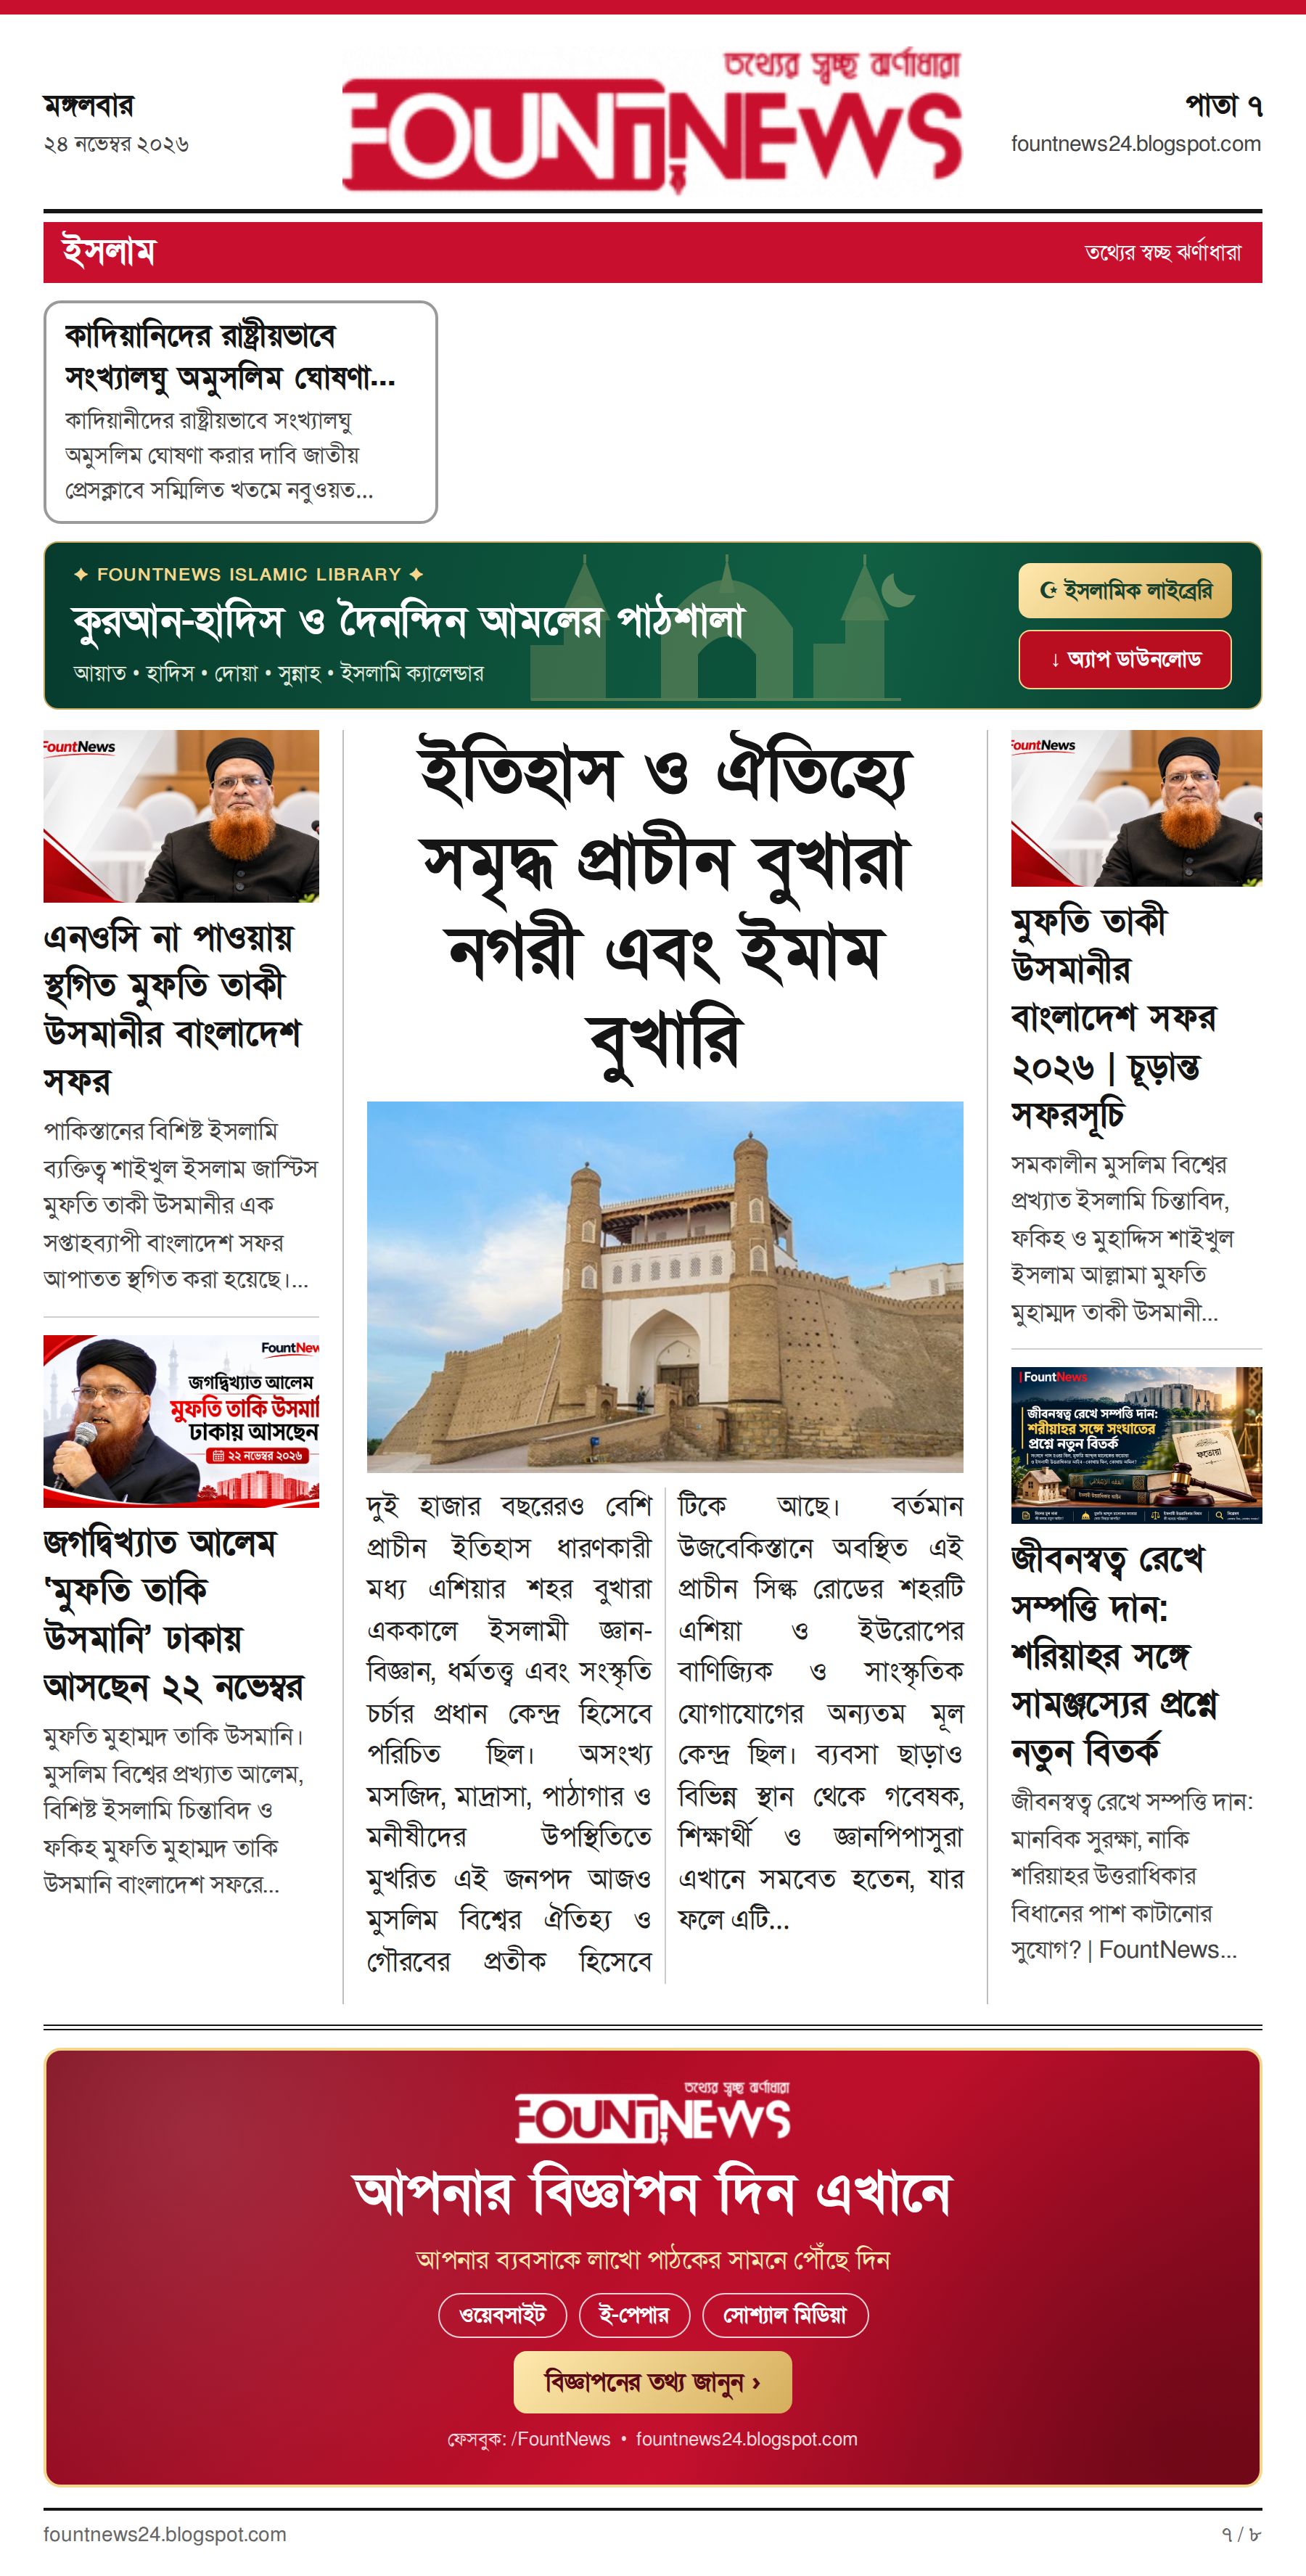 মঙ্গলবার
২৪ নভেম্বর ২০২৬
তথ্যের স্বচ্ছ ঝর্ণাধারা
FOUNTNEWS
পাতা ৭
fountnews24.blogspot.com
ইসলাম
তথ্যের স্বচ্ছ ঝর্ণাধারা
কাদিয়ানিদের রাষ্ট্রীয়ভাবে
সংখ্যালঘু অমুসলিম ঘোষণা...
কাদিয়ানীদের রাষ্ট্রীয়ভাবে সংখ্যালঘু
অমুসলিম ঘোষণা করার দাবি জাতীয়
প্রেসক্লাবে সম্মিলিত খতমে নবুওয়ত...
✦ FOUNTNEWS ISLAMIC LIBRARY ✦
কুরআন-হাদিস ও দৈনন্দিন আমলের পাঠশালা
আয়াত • হাদিস • দোয়া • সুন্নাহ • ইসলামি ক্যালেন্ডার
☪ ইসলামিক লাইব্রেরি
↓ অ্যাপ ডাউনলোড
FountNews
এনওসি না পাওয়ায়
স্থগিত মুফতি তাকী
উসমানীর বাংলাদেশ
সফর
পাকিস্তানের বিশিষ্ট ইসলামি
ব্যক্তিত্ব শাইখুল ইসলাম জাস্টিস
মুফতি তাকী উসমানীর এক
সপ্তাহব্যাপী বাংলাদেশ সফর
আপাতত স্থগিত করা হয়েছে।...
FountNew
জগদ্বিখ্যাত আলেম
মুফতি তাকি উসমানি
ঢাকায় আসছেন
২২ নভেম্বর ২০২৬
জগদ্বিখ্যাত আলেম
'মুফতি তাকি
উসমানি’ ঢাকায়
আসছেন ২২ নভেম্বর
মুফতি মুহাম্মদ তাকি উসমানি।
মুসলিম বিশ্বের প্রখ্যাত আলেম,
বিশিষ্ট ইসলামি চিন্তাবিদ ও
ফকিহ মুফতি মুহাম্মদ তাকি
উসমানি বাংলাদেশ সফরে...
ইতিহাস ও ঐতিহ্যে
সমৃদ্ধ প্রাচীন বুখারা
নগরী এবং ইমাম
বুখারি
দুই হাজার বছরেরও বেশি
প্রাচীন ইতিহাস ধারণকারী
মধ্য এশিয়ার শহর বুখারা
এককালে ইসলামী জ্ঞান-
বিজ্ঞান, ধর্মতত্ত্ব এবং সংস্কৃতি
চর্চার প্রধান কেন্দ্র হিসেবে
পরিচিত ছিল। অসংখ্য
মসজিদ, মাদ্রাসা, পাঠাগার ও
মনীষীদের উপস্থিতিতে
মুখরিত এই জনপদ আজও
মুসলিম বিশ্বের ঐতিহ্য ও
গৌরবের প্রতীক হিসেবে
টিকে আছে। বর্তমান
উজবেকিস্তানে অবস্থিত এই
প্রাচীন সিল্ক রোডের শহরটি
এশিয়া ও ইউরোপের
বাণিজ্যিক ও সাংস্কৃতিক
যোগাযোগের অন্যতম মূল
কেন্দ্র ছিল। ব্যবসা ছাড়াও
বিভিন্ন স্থান থেকে গবেষক,
শিক্ষার্থী ও জ্ঞানপিপাসুরা
এখানে সমবেত হতেন, যার
ফলে এটি...
FountNews
মুফতি তাকী
উসমানীর
বাংলাদেশ সফর
২০২৬ | চূড়ান্ত
সফরসূচি
সমকালীন মুসলিম বিশ্বের
প্রখ্যাত ইসলামি চিন্তাবিদ,
ফকিহ ও মুহাদ্দিস শাইখুল
ইসলাম আল্লামা মুফতি
মুহাম্মদ তাকী উসমানী...
FountNews
জীবনস্বত্ব রেখে সম্পত্তি দান:
শরীয়াহর সঙ্গে সংঘাতের
প্রশ্নে নতুন বিতর্ক
ফতোয়া
জীবনস্বত্ব রেখে
সম্পত্তি দান:
শরিয়াহর সঙ্গে
সামঞ্জস্যের প্রশ্নে
নতুন বিতর্ক
জীবনস্বত্ব রেখে সম্পত্তি দান:
মানবিক সুরক্ষা, নাকি
শরিয়াহর উত্তরাধিকার
বিধানের পাশ কাটানোর
সুযোগ? | FountNews...
তথ্যের স্বচ্ছ ঝর্ণাধারা
FOUNTNEWS
আপনার বিজ্ঞাপন দিন এখানে
আপনার ব্যবসাকে লাখো পাঠকের সামনে পৌঁছে দিন
ওয়েবসাইট
ই-পেপার
সোশ্যাল মিডিয়া
বিজ্ঞাপনের তথ্য জানুন ›
ফেসবুক: /FountNews • fountnews24.blogspot.com
fountnews24.blogspot.com
৭ / ৮